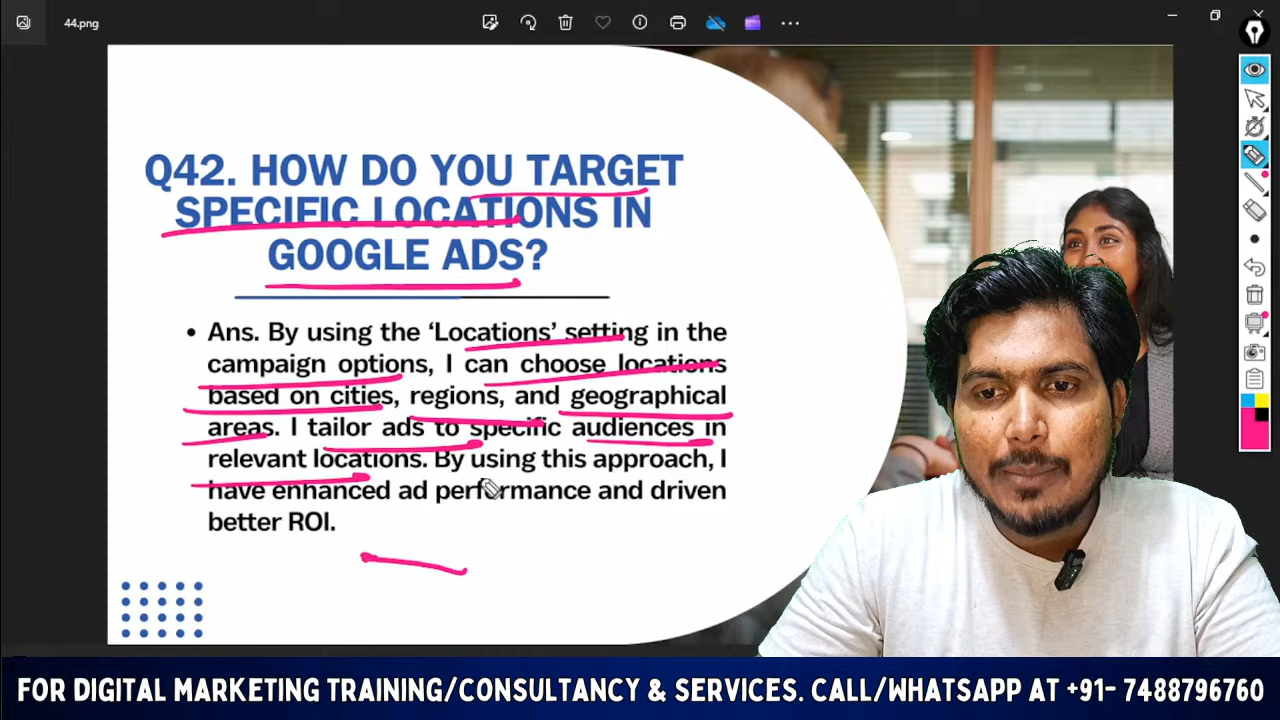 44.png
Q42. HOW DO YOU TARGET
SPECIFIC LOCATIONS IN
GOOGLE ADS?
• Ans. By using the ‘Locations’ setting in the
campaign options, I can choose locations
based on cities, regions, and geographical
areas. I tailor ads to specific audiences in
relevant locations. By using this approach, I
have enhanced ad performance and driven
better ROI.
FOR DIGITAL MARKETING TRAINING/CONSULTANCY & SERVICES. CALL/WHATSAPP AT +91- 7488796760